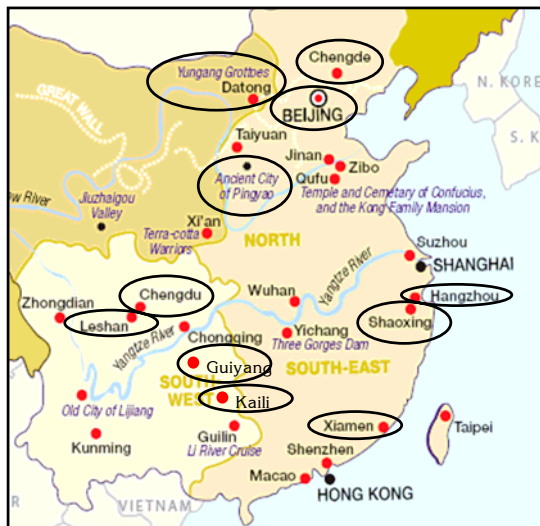 Chengde
Yungang Grottoes
Datong
BEIJING
N. KORE
S. K
GREAT WALL
Taiyuan
Jinan
Zibo
Qufu
Ancient City
of Pingyao
Temple and Cemetary of Confucius,
and the Kong Family Mansion
ow River
Jiuzhaigou
Valley
Xi'an
Terra-cotta
Warriors
NORTH
Suzhou
SHANGHAI
Hangzhou
Shaoxing
Yangtze River
Wuhan
Chengdu
Zhongdian
Leshan
Yangtze River
Chongqing
Yichang
Three Gorges Dam
Guiyang
SOUTH-EAST
SOUTH
WEST
Kaili
Old City of Lijiang
Xiamen
Taipei
Guilin
Li River Cruise
Kunming
Shenzhen
Macao
HONG KONG
AR
VIETNAM